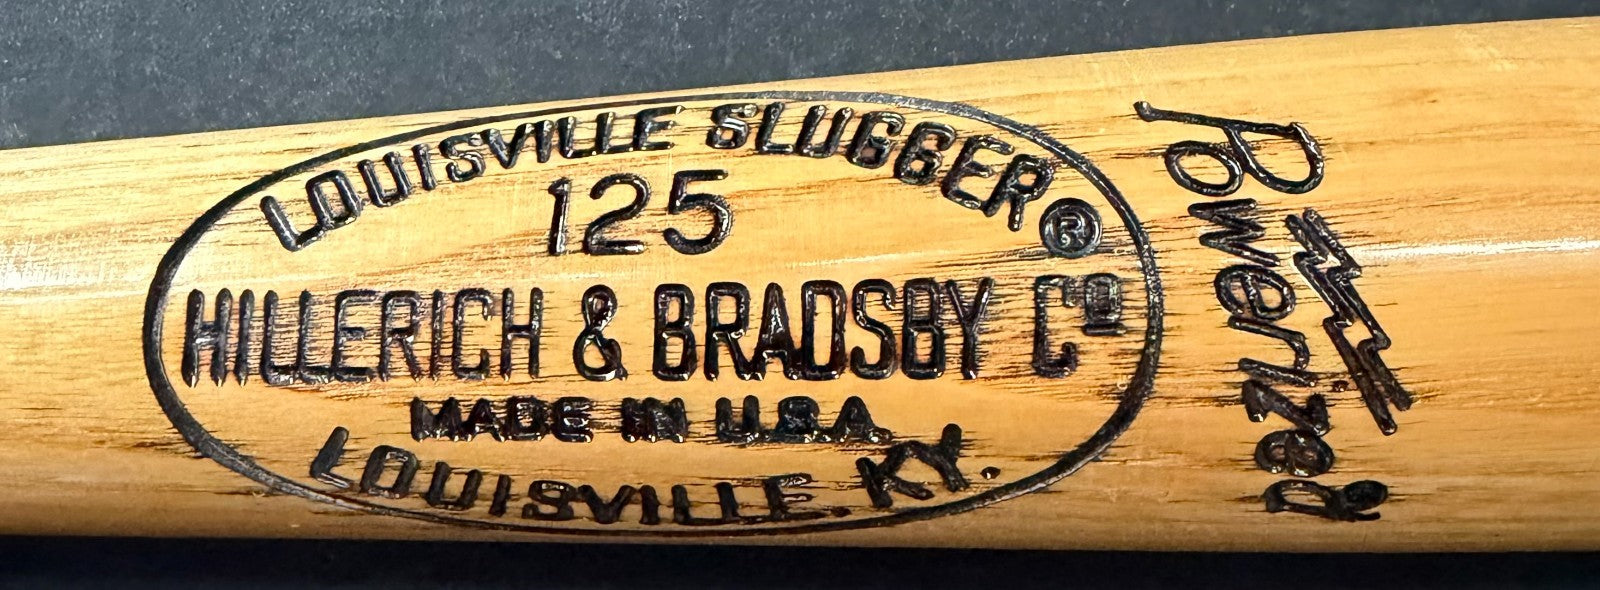 LOUISVILLE SLUGGER ®
125
HILLERICH & BRADSBY Cº
MADE IN U.S.A.
LOUISVILLE. KY.
Powerized